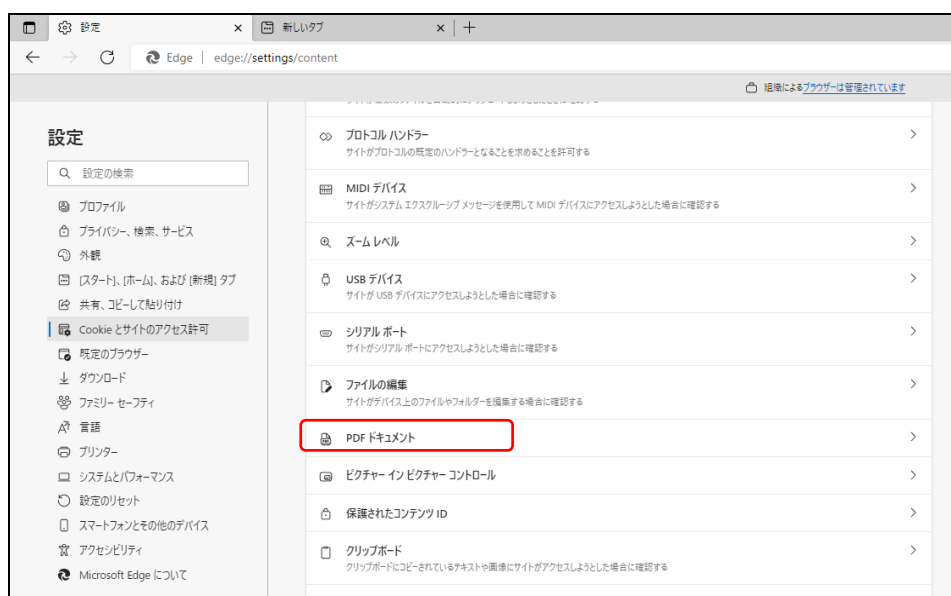 設定
新しいタブ
Edge | edge://settings/content
組織によるブラウザーは管理されています
設定
設定の検索
プロファイル
プライバシー、検索、サービス
外観
[スタート]、[ホーム]、および [新規] タブ
共有、コピーして貼り付け
Cookie とサイトのアクセス許可
既定のブラウザー
ダウンロード
ファミリー セーフティ
言語
プリンター
システムとパフォーマンス
設定のリセット
スマートフォンとその他のデバイス
アクセシビリティ
Microsoft Edge について
プロトコル ハンドラー
サイトがプロトコルの既定のハンドラーとなることを求めることを許可する
MIDI デバイス
サイトがシステム エクスクルーシブ メッセージを使用して MIDI デバイスにアクセスしようとした場合に確認する
ズーム レベル
USB デバイス
サイトが USB デバイスにアクセスしようとした場合に確認する
シリアル ポート
サイトがシリアル ポートにアクセスしようとした場合に確認する
ファイルの編集
サイトがデバイス上のファイルやフォルダーを編集する場合に確認する
PDF ドキュメント
ピクチャー イン ピクチャー コントロール
保護されたコンテンツ ID
クリップボード
クリップボードにコピーされているテキストや画像にサイトがアクセスしようとした場合に確認する